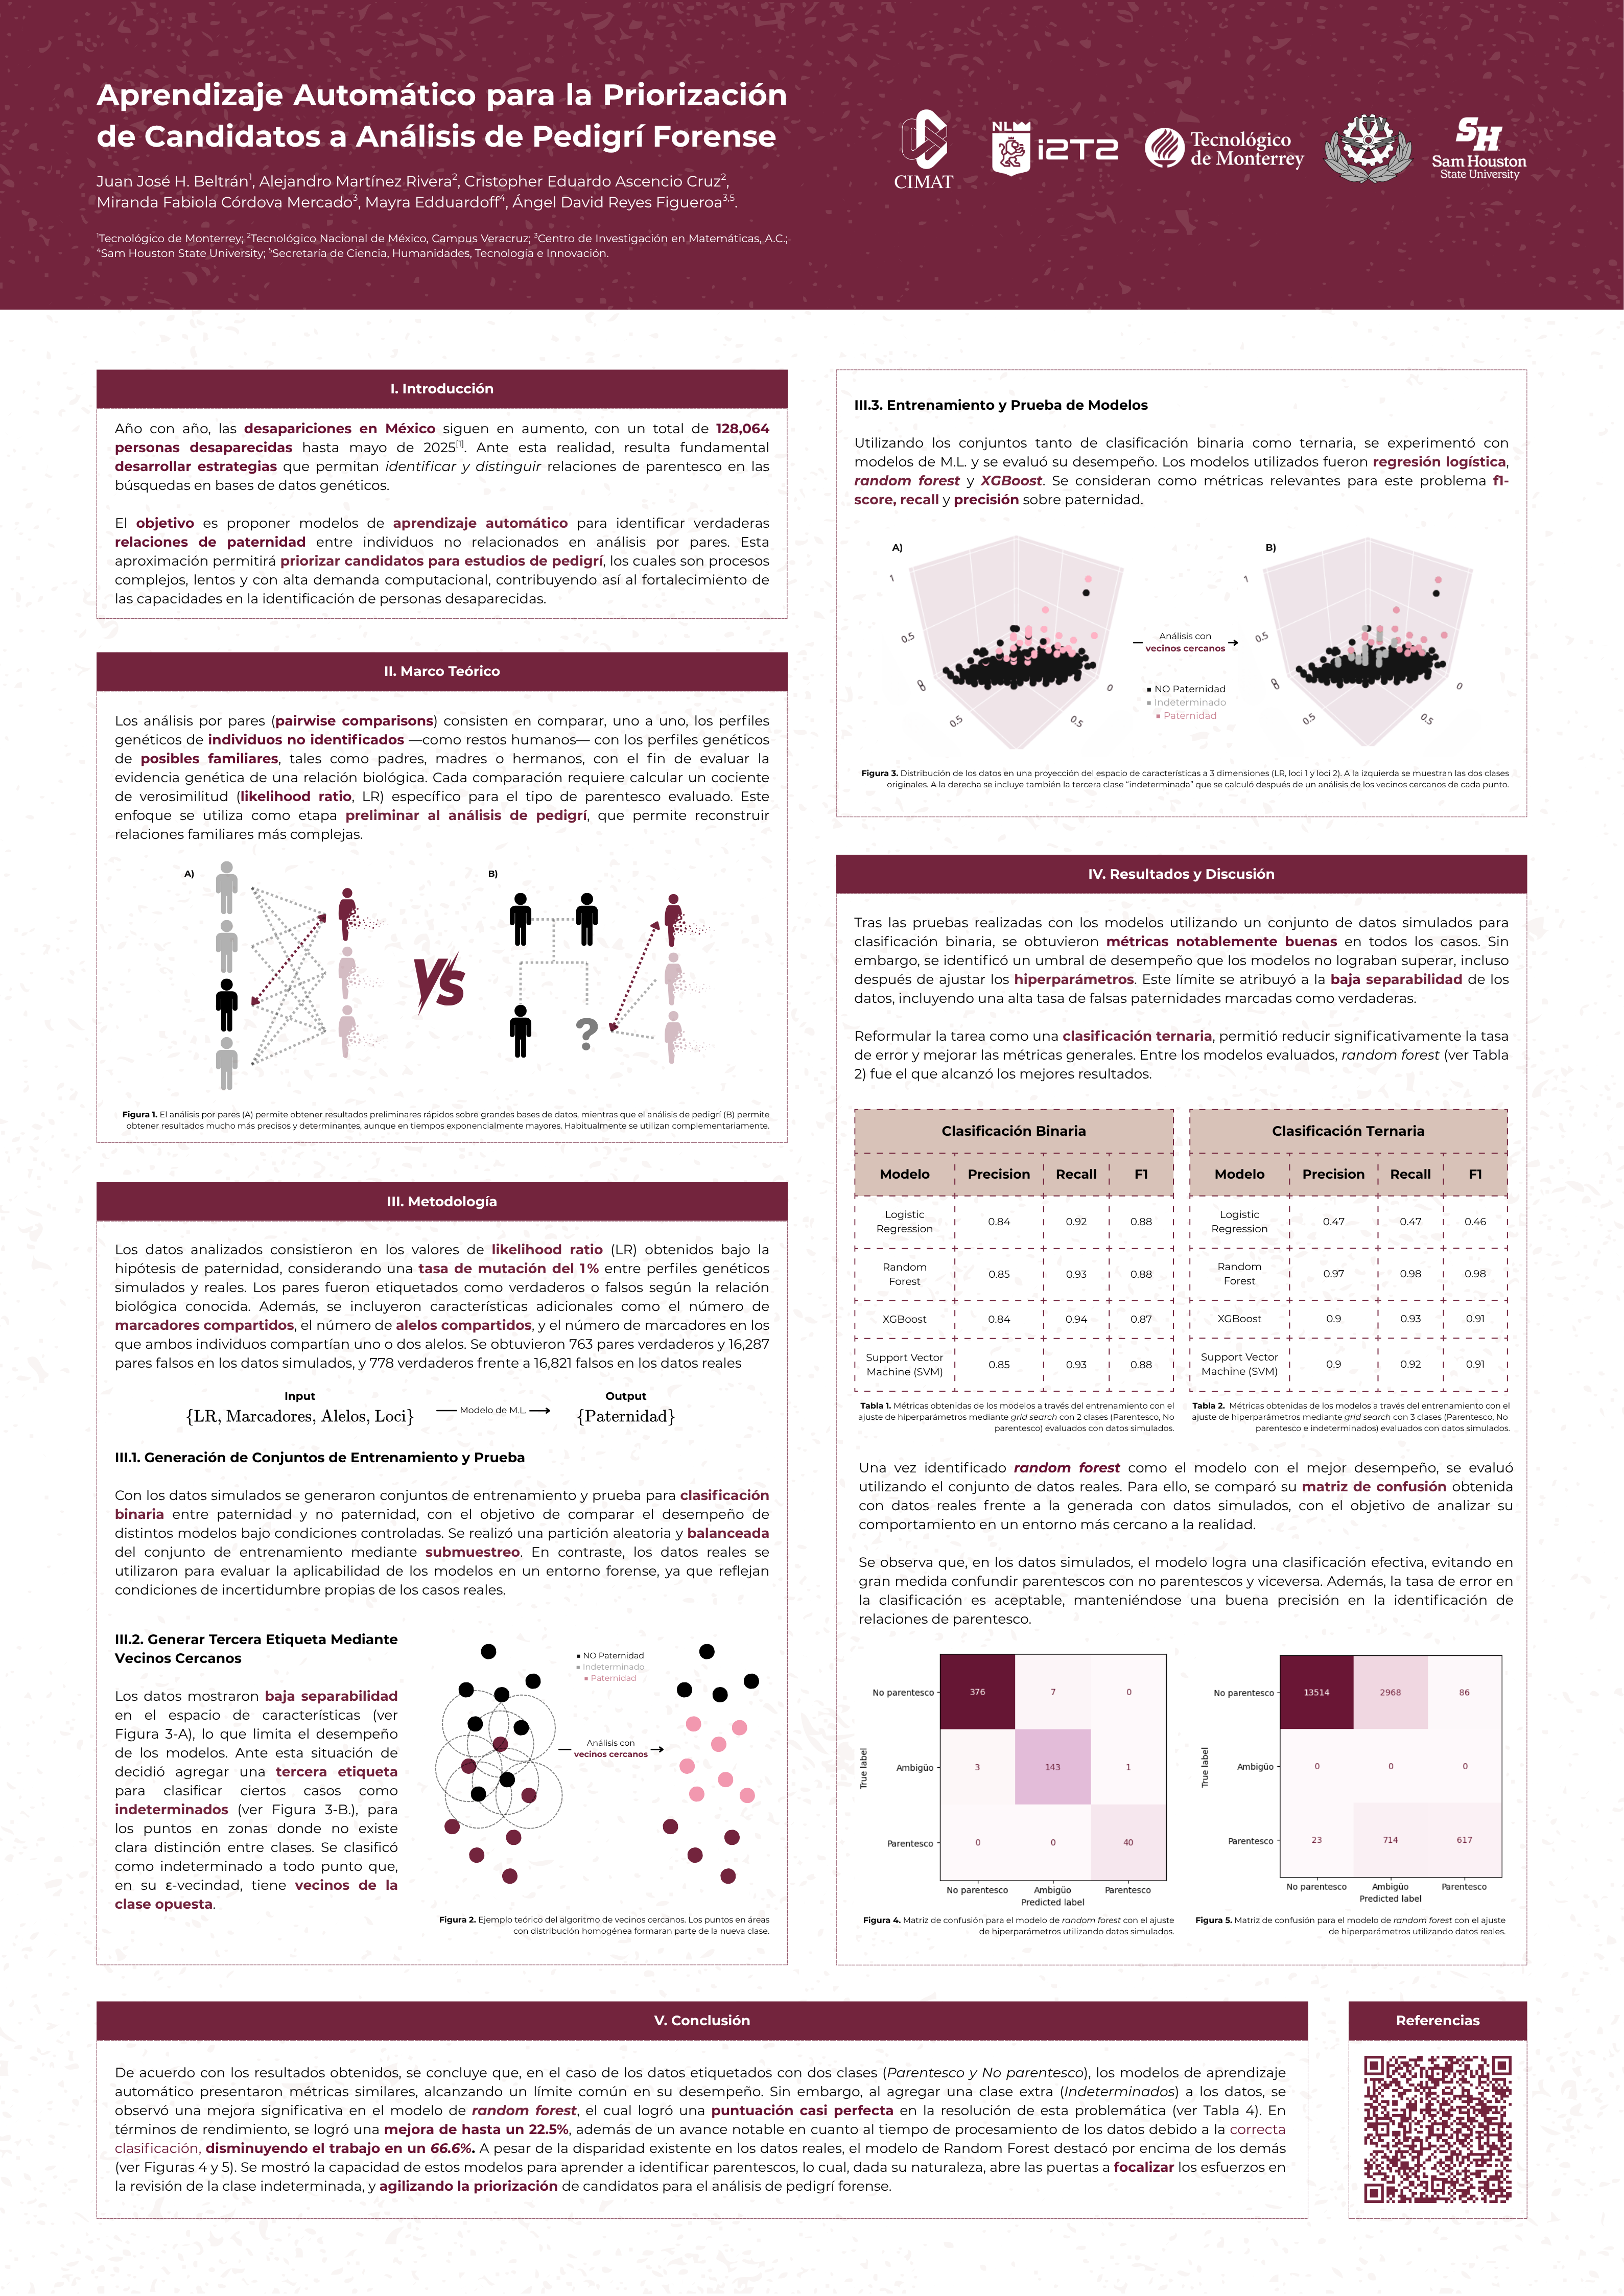 Aprendizaje Automático para la Priorización
de Candidatos a Análisis de Pedigrí Forense
Juan José H. Beltrán1, Alejandro Martínez Rivera2, Cristopher Eduardo Ascencio Cruz2,
Miranda Fabiola Córdova Mercado3, Mayra Edduardoff4, Ángel David Reyes Figueroa3,5.
1Tecnológico de Monterrey; 2Tecnológico Nacional de México, Campus Veracruz; 3Centro de Investigación en Matemáticas, A.C.;
4Sam Houston State University; 5Secretaría de Ciencia, Humanidades, Tecnología e Innovación.
CIMAT
NL i2T2
Tecnológico
de Monterrey
SH
Sam Houston
State University
I. Introducción
Año con año, las desapariciones en México siguen en aumento, con un total de 128,064
personas desaparecidas hasta mayo de 2025[1]. Ante esta realidad, resulta fundamental
desarrollar estrategias que permitan identificar y distinguir relaciones de parentesco en las
búsquedas en bases de datos genéticos.
El objetivo es proponer modelos de aprendizaje automático para identificar verdaderas
relaciones de paternidad entre individuos no relacionados en análisis por pares. Esta
aproximación permitirá priorizar candidatos para estudios de pedigrí, los cuales son procesos
complejos, lentos y con alta demanda computacional, contribuyendo así al fortalecimiento de
las capacidades en la identificación de personas desaparecidas.
II. Marco Teórico
Los análisis por pares (pairwise comparisons) consisten en comparar, uno a uno, los perfiles
genéticos de individuos no identificados —como restos humanos— con los perfiles genéticos
de posibles familiares, tales como padres, madres o hermanos, con el fin de evaluar la
evidencia genética de una relación biológica. Cada comparación requiere calcular un cociente
de verosimilitud (likelihood ratio, LR) específico para el tipo de parentesco evaluado. Este
enfoque se utiliza como etapa preliminar al análisis de pedigrí, que permite reconstruir
relaciones familiares más complejas.
A)
B)
VS
?
Figura 1. El análisis por pares (A) permite obtener resultados preliminares rápidos sobre grandes bases de datos, mientras que el análisis de pedigrí (B) permite
obtener resultados mucho más precisos y determinantes, aunque en tiempos exponencialmente mayores. Habitualmente se utilizan complementariamente.
III. Metodología
Los datos analizados consistieron en los valores de likelihood ratio (LR) obtenidos bajo la
hipótesis de paternidad, considerando una tasa de mutación del 1% entre perfiles genéticos
simulados y reales. Los pares fueron etiquetados como verdaderos o falsos según la relación
biológica conocida. Además, se incluyeron características adicionales como el número de
marcadores compartidos, el número de alelos compartidos, y el número de marcadores en los
que ambos individuos compartían uno o dos alelos. Se obtuvieron 763 pares verdaderos y 16,287
pares falsos en los datos simulados, y 778 verdaderos frente a 16,821 falsos en los datos reales
Input
Output
{LR, Marcadores, Alelos, Loci}
Modelo de M.L.
{Paternidad}
III.1. Generación de Conjuntos de Entrenamiento y Prueba
Con los datos simulados se generaron conjuntos de entrenamiento y prueba para clasificación
binaria entre paternidad y no paternidad, con el objetivo de comparar el desempeño de
distintos modelos bajo condiciones controladas. Se realizó una partición aleatoria y balanceada
del conjunto de entrenamiento mediante submuestreo. En contraste, los datos reales se
utilizaron para evaluar la aplicabilidad de los modelos en un entorno forense, ya que reflejan
condiciones de incertidumbre propias de los casos reales.
III.2. Generar Tercera Etiqueta Mediante
Vecinos Cercanos
Los datos mostraron baja separabilidad
en el espacio de características (ver
Figura 3-A), lo que limita el desempeño
de los modelos. Ante esta situación de
decidió agregar una tercera etiqueta
para clasificar ciertos casos como
indeterminados (ver Figura 3-B.), para
los puntos en zonas donde no existe
clara distinción entre clases. Se clasificó
como indeterminado a todo punto que,
en su ε-vecindad, tiene vecinos de la
clase opuesta.
NO Paternidad
Indeterminado
Paternidad
Análisis con
vecinos cercanos
Figura 2. Ejemplo teórico del algoritmo de vecinos cercanos. Los puntos en áreas
con distribución homogénea formaran parte de la nueva clase.
III.3. Entrenamiento y Prueba de Modelos
Utilizando los conjuntos tanto de clasificación binaria como ternaria, se experimentó con
modelos de M.L. y se evaluó su desempeño. Los modelos utilizados fueron regresión logística,
random forest y XGBoost. Se consideran como métricas relevantes para este problema f1-
score, recall y precisión sobre paternidad.
A)
1
0.5
0
0
0.5
0.5
0
Análisis con
vecinos cercanos
NO Paternidad
Indeterminado
Paternidad
B)
1
0.5
0
0
0.5
0.5
0
Figura 3. Distribución de los datos en una proyección del espacio de características a 3 dimensiones (LR, loci 1 y loci 2). A la izquierda se muestran las dos clases
originales. A la derecha se incluye también la tercera clase "indeterminada" que se calculó después de un análisis de los vecinos cercanos de cada punto.
IV. Resultados y Discusión
Tras las pruebas realizadas con los modelos utilizando un conjunto de datos simulados para
clasificación binaria, se obtuvieron métricas notablemente buenas en todos los casos. Sin
embargo, se identificó un umbral de desempeño que los modelos no lograban superar, incluso
después de ajustar los hiperparámetros. Este límite se atribuyó a la baja separabilidad de los
datos, incluyendo una alta tasa de falsas paternidades marcadas como verdaderas.
Reformular la tarea como una clasificación ternaria, permitió reducir significativamente la tasa
de error y mejorar las métricas generales. Entre los modelos evaluados, random forest (ver Tabla
2) fue el que alcanzó los mejores resultados.
Clasificación Binaria
Modelo Precision Recall F1
Logistic
Regression 0.84 0.92 0.88
Random
Forest 0.85 0.93 0.88
XGBoost 0.84 0.94 0.87
Support Vector
Machine (SVM) 0.85 0.93 0.88
Tabla 1. Métricas obtenidas de los modelos a través del entrenamiento con el
ajuste de hiperparámetros mediante grid search con 2 clases (Parentesco, No
parentesco) evaluados con datos simulados.
Clasificación Ternaria
Modelo Precision Recall F1
Logistic
Regression 0.47 0.47 0.46
Random
Forest 0.97 0.98 0.98
XGBoost 0.9 0.93 0.91
Support Vector
Machine (SVM) 0.9 0.92 0.91
Tabla 2. Métricas obtenidas de los modelos a través del entrenamiento con el
ajuste de hiperparámetros mediante grid search con 3 clases (Parentesco, No
parentesco e indeterminados) evaluados con datos simulados.
Una vez identificado random forest como el modelo con el mejor desempeño, se evaluó
utilizando el conjunto de datos reales. Para ello, se comparó su matriz de confusión obtenida
con datos reales frente a la generada con datos simulados, con el objetivo de analizar su
comportamiento en un entorno más cercano a la realidad.
Se observa que, en los datos simulados, el modelo logra una clasificación efectiva, evitando en
gran medida confundir parentescos con no parentescos y viceversa. Además, la tasa de error en
la clasificación es aceptable, manteniéndose una buena precisión en la identificación de
relaciones de parentesco.
True label
No parentesco 376 7 0
Ambigüo 3 143 1
Parentesco 0 0 40
No parentesco Ambigüo Parentesco
Predicted label
Figura 4. Matriz de confusión para el modelo de random forest con el ajuste
de hiperparámetros utilizando datos simulados.
True label
No parentesco 13514 2968 86
Ambigüo 0 0 0
Parentesco 23 714 617
No parentesco Ambigüo Parentesco
Predicted label
Figura 5. Matriz de confusión para el modelo de random forest con el ajuste
de hiperparámetros utilizando datos reales.
V. Conclusión
De acuerdo con los resultados obtenidos, se concluye que, en el caso de los datos etiquetados con dos clases (Parentesco y No parentesco), los modelos de aprendizaje
automático presentaron métricas similares, alcanzando un límite común en su desempeño. Sin embargo, al agregar una clase extra (Indeterminados) a los datos, se
observó una mejora significativa en el modelo de random forest, el cual logró una puntuación casi perfecta en la resolución de esta problemática (ver Tabla 4). En
términos de rendimiento, se logró una mejora de hasta un 22.5%, además de un avance notable en cuanto al tiempo de procesamiento de los datos debido a la correcta
clasificación, disminuyendo el trabajo en un 66.6%. A pesar de la disparidad existente en los datos reales, el modelo de Random Forest destacó por encima de los demás
(ver Figuras 4 y 5). Se mostró la capacidad de estos modelos para aprender a identificar parentescos, lo cual, dada su naturaleza, abre las puertas a focalizar los esfuerzos en
la revisión de la clase indeterminada, y agilizando la priorización de candidatos para el análisis de pedigrí forense.
Referencias